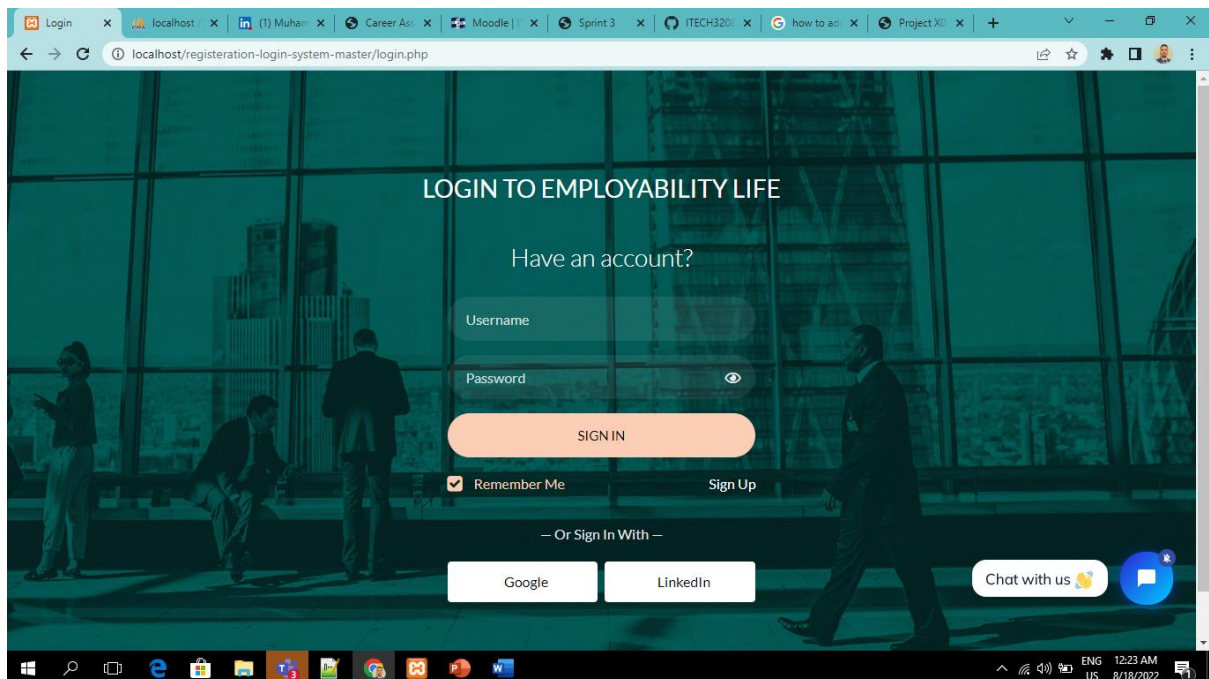 Login
localhost /
(1) Muham
Career Ass
Moodle |
Sprint 3
ITECH320
how to ad
Project X
localhost/registeration-login-system-master/login.php
LOGIN TO EMPLOYABILITY LIFE
Have an account?
Username
Password
SIGN IN
Remember Me
Sign Up
— Or Sign In With —
Google
LinkedIn
Chat with us 👋
ENG
12:23 AM
US
8/18/2022